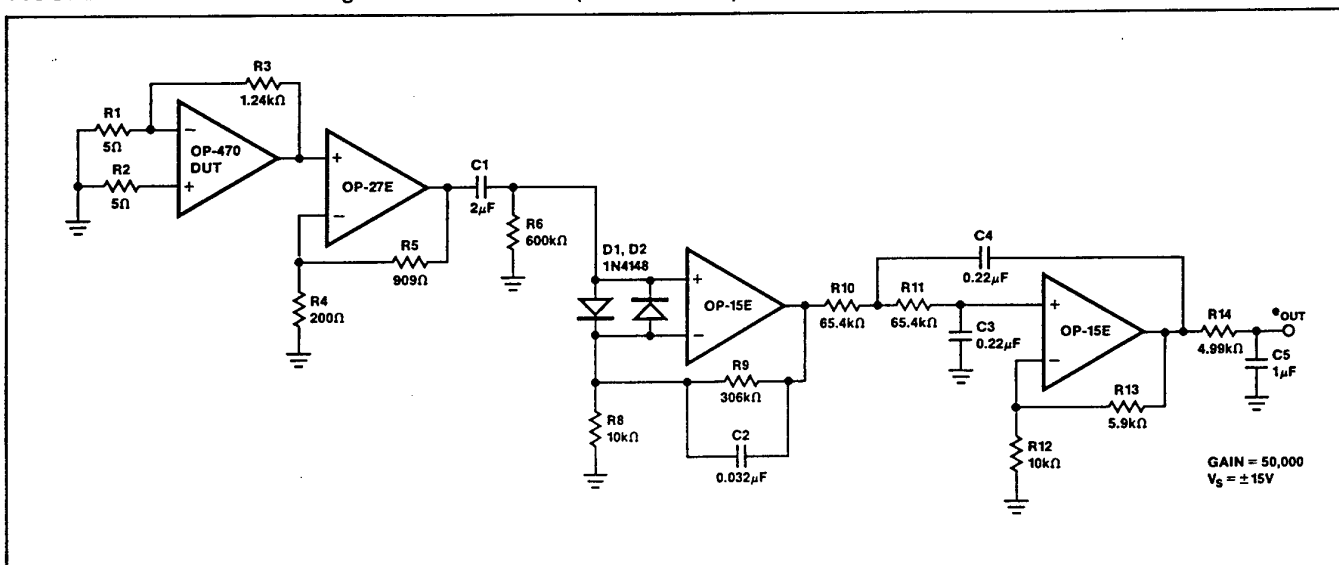 R3
1.24kΩ
R1
5Ω
−
OP-470
DUT
+
R2
5Ω
+
OP-27E
−
C1
2μF
R5
909Ω
R4
200Ω
R6
600kΩ
D1, D2
1N4148
+
OP-15E
−
R9
306kΩ
C2
0.032μF
R8
10kΩ
R10
65.4kΩ
R11
65.4kΩ
C4
0.22μF
C3
0.22μF
+
OP-15E
−
R13
5.9kΩ
R12
10kΩ
R14
4.99kΩ
eOUT
C5
1μF
GAIN = 50,000
VS = ±15V